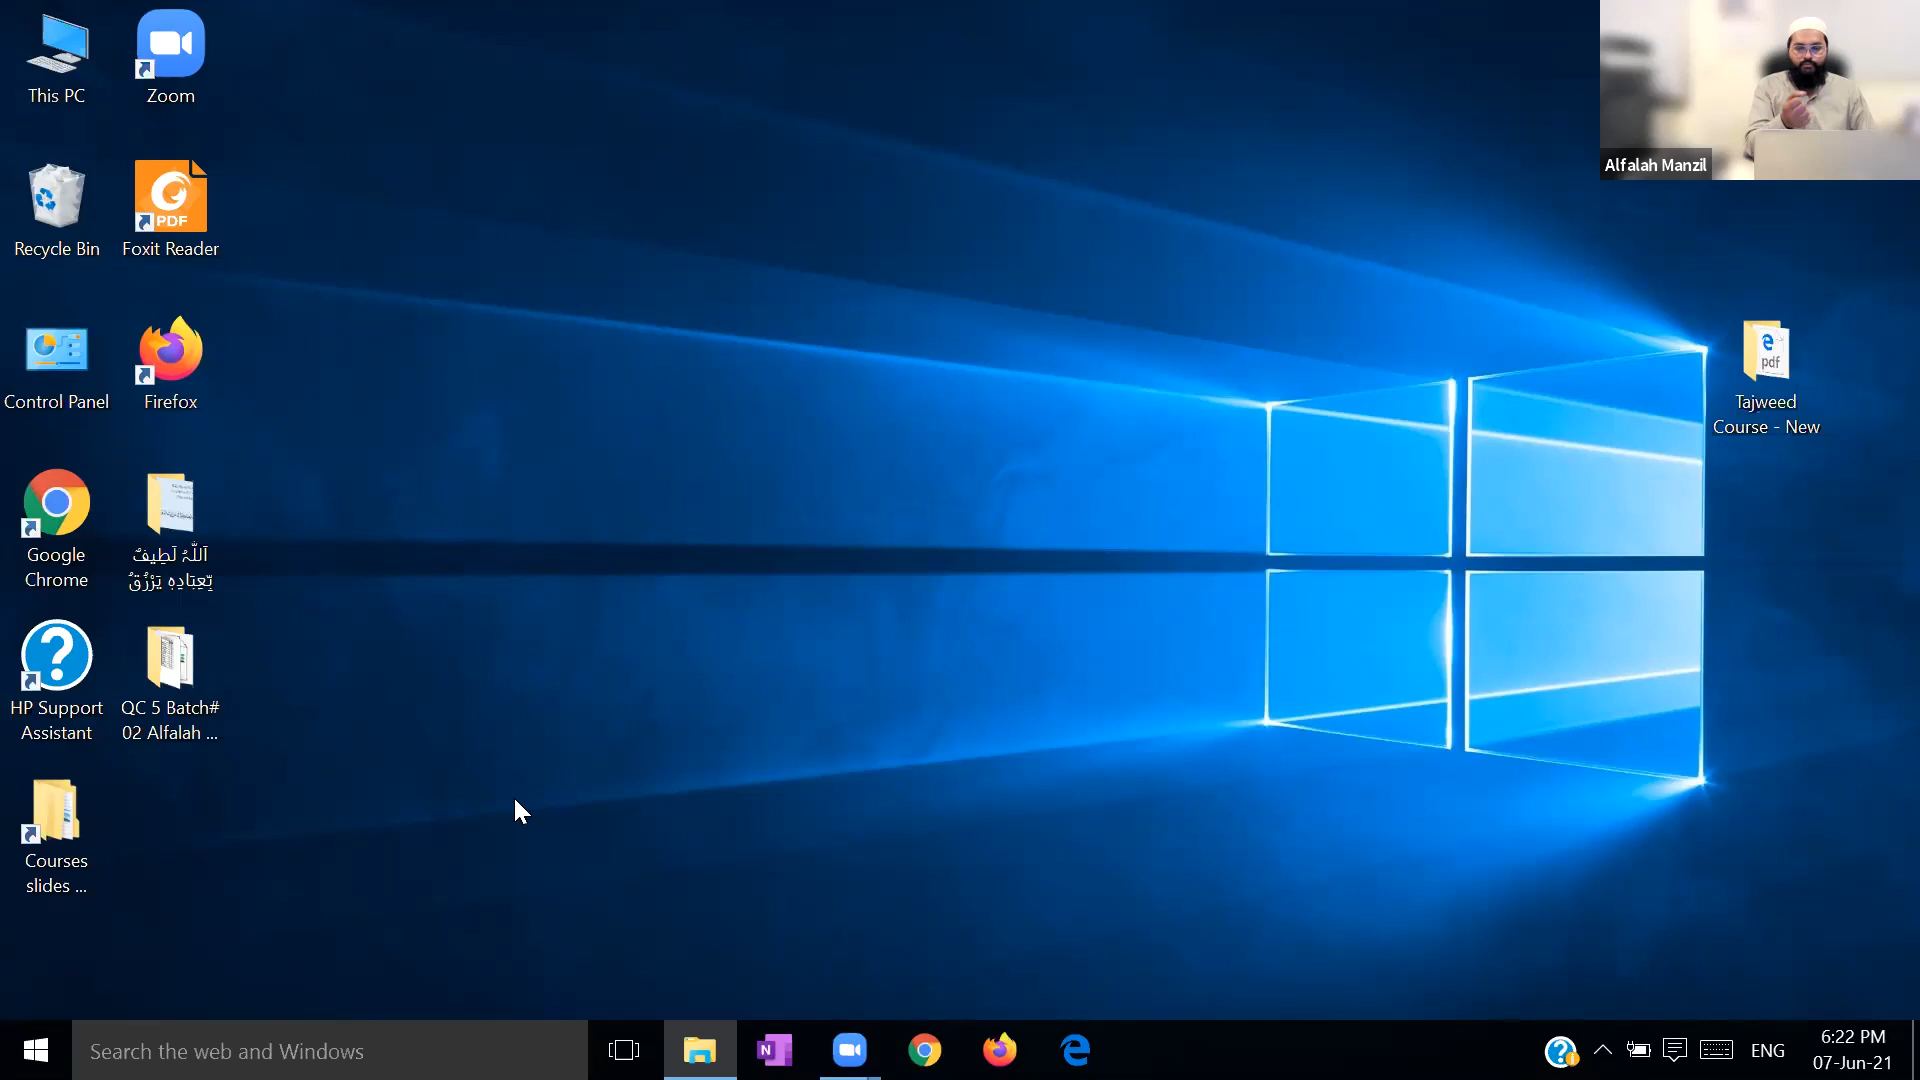 This PC
Zoom
Alfalah Manzil
Recycle Bin
PDF
Foxit Reader
Control Panel
Firefox
pdf
Tajweed
Course - New
Google
Chrome
اَللّٰہُ لَطِیفٌۢ
بِّعِبَادِہٖ یَرْزُقُ
HP Support
Assistant
QC 5 Batch#
02 Alfalah ...
Courses
slides ...
Search the web and Windows
N
ENG
6:22 PM
07-Jun-21